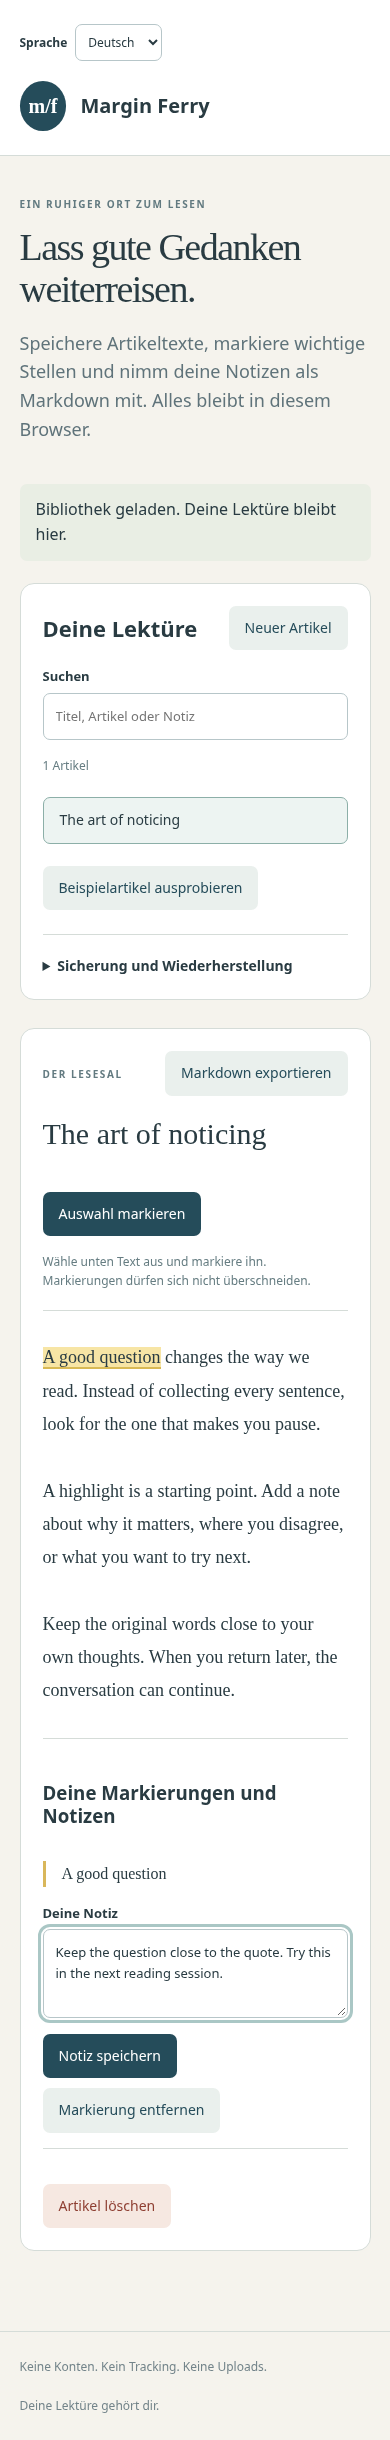 Sprache Deutsch
m/f Margin Ferry
EIN RUHIGER ORT ZUM LESEN
Lass gute Gedanken
weiterreisen.
Speichere Artikeltexte, markiere wichtige
Stellen und nimm deine Notizen als
Markdown mit. Alles bleibt in diesem
Browser.
Bibliothek geladen. Deine Lektüre bleibt
hier.
Deine Lektüre
Neuer Artikel
Suchen
Titel, Artikel oder Notiz
1 Artikel
The art of noticing
Beispielartikel ausprobieren
Sicherung und Wiederherstellung
DER LESESAL
Markdown exportieren
The art of noticing
Auswahl markieren
Wähle unten Text aus und markiere ihn.
Markierungen dürfen sich nicht überschneiden.
A good question changes the way we
read. Instead of collecting every sentence,
look for the one that makes you pause.
A highlight is a starting point. Add a note
about why it matters, where you disagree,
or what you want to try next.
Keep the original words close to your
own thoughts. When you return later, the
conversation can continue.
Deine Markierungen und
Notizen
A good question
Deine Notiz
Keep the question close to the quote. Try this
in the next reading session.
Notiz speichern
Markierung entfernen
Artikel löschen
Keine Konten. Kein Tracking. Keine Uploads.
Deine Lektüre gehört dir.